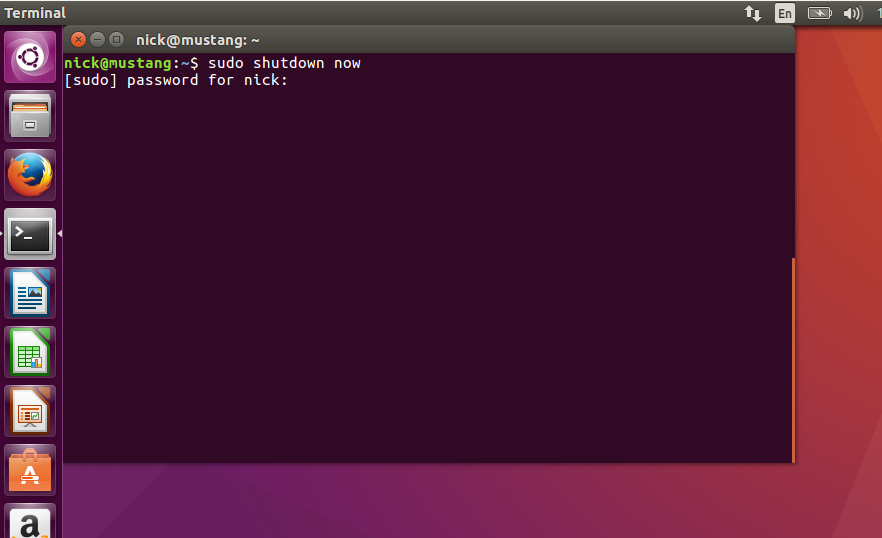 Terminal
En
nick@mustang: ~
nick@mustang:~$ sudo shutdown now
[sudo] password for nick: